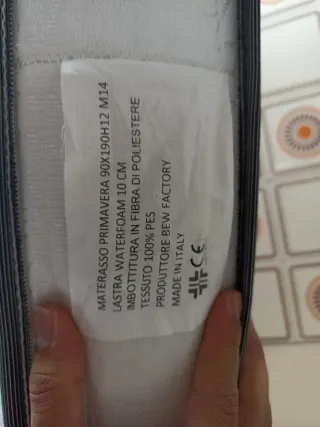 MATERASSO PRIMAVERA 90X190H12 M14
LASTRA WATERFOAM 10 CM
IMBOTTITURA IN FIBRA DI POLIESTERE
TESSUTO 100% PES
PRODUTTORE BEW FACTORY
MADE IN ITALY
CE